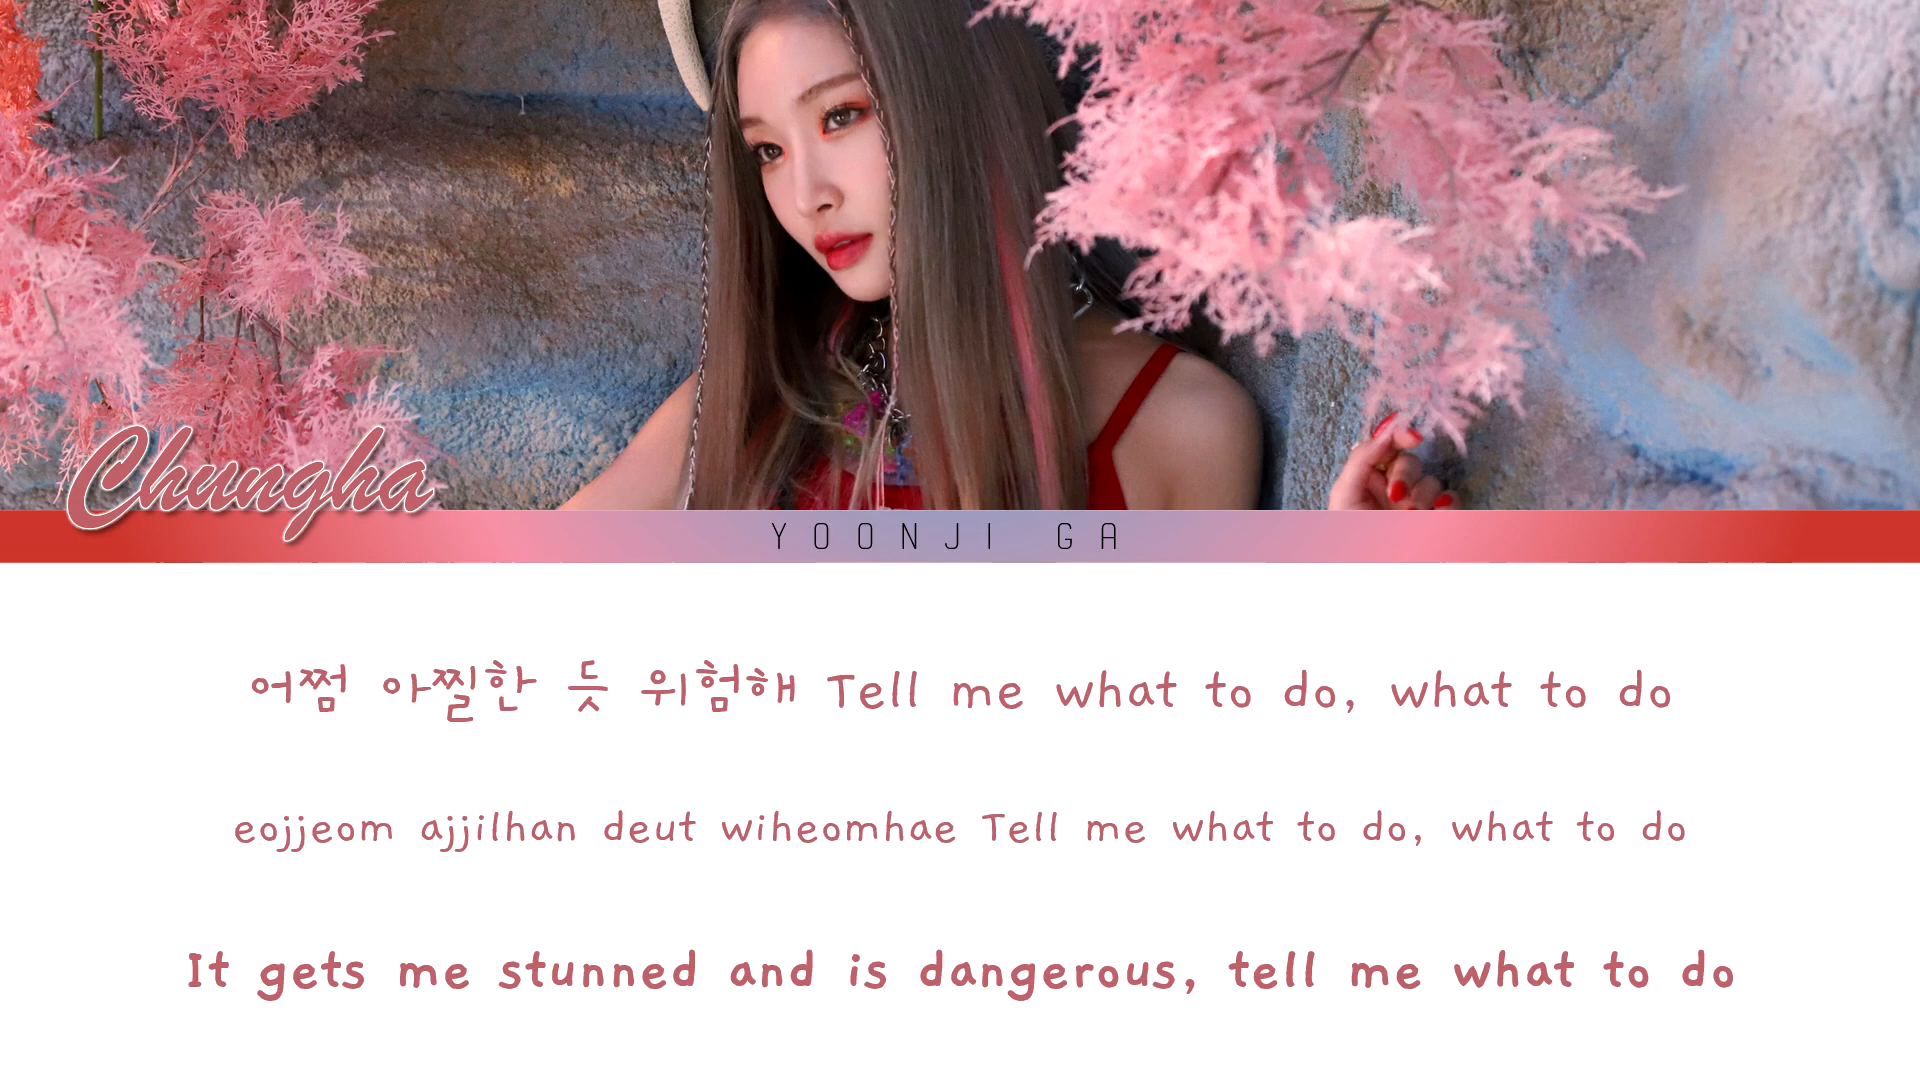 Chungha
YOONJI GA
어쩜 아찔한 듯 위험해 Tell me what to do, what to do
eojjeom ajjilhan deut wiheomhae Tell me what to do, what to do
It gets me stunned and is dangerous, tell me what to do